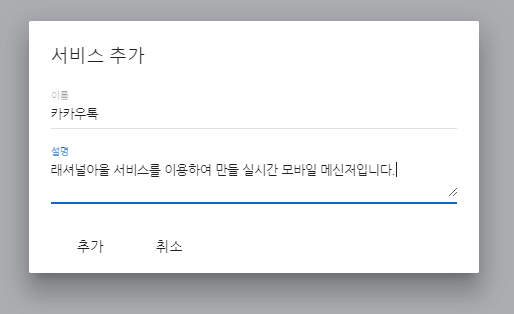 서비스 추가
이름
카카우톡
설명
래셔널아울 서비스를 이용하여 만들 실시간 모바일 메신저입니다.
추가 취소